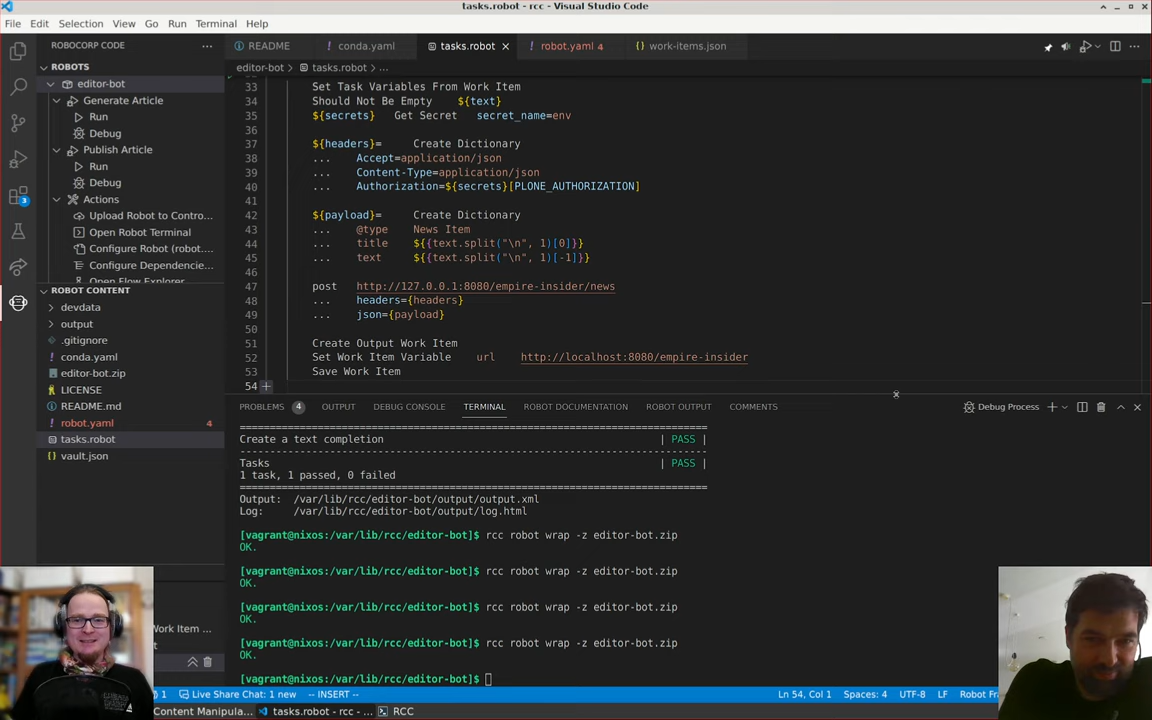 tasks.robot - rcc - Visual Studio Code
File Edit Selection View Go Run Terminal Help
ROBOCORP CODE ...
README
conda.yaml
tasks.robot
robot.yaml 4
work-items.json
ROBOTS
editor-bot > tasks.robot > ...
editor-bot
Generate Article
Run
Debug
Publish Article
Run
Debug
Actions
Upload Robot to Contro...
Open Robot Terminal
Configure Robot (robot....
Configure Dependencie...
Open Flow Explorer
3
ROBOT CONTENT
devdata
output
.gitignore
conda.yaml
editor-bot.zip
LICENSE
README.md
robot.yaml 4
tasks.robot
vault.json
Work Item ...
33 Set Task Variables From Work Item
34 Should Not Be Empty ${text}
35 ${secrets} Get Secret secret_name=env
36
37 ${headers}= Create Dictionary
38 ... Accept=application/json
39 ... Content-Type=application/json
40 ... Authorization=${secrets}[PLONE_AUTHORIZATION]
41
42 ${payload}= Create Dictionary
43 ... @type News Item
44 ... title ${{text.split("\n", 1)[0]}}
45 ... text ${{text.split("\n", 1)[-1]}}
46
47 post http://127.0.0.1:8080/empire-insider/news
48 ... headers={headers}
49 ... json={payload}
50
51 Create Output Work Item
52 Set Work Item Variable url http://localhost:8080/empire-insider
53 Save Work Item
54
PROBLEMS 4 OUTPUT DEBUG CONSOLE TERMINAL ROBOT DOCUMENTATION ROBOT OUTPUT COMMENTS Debug Process
==============================================================================
Create a text completion | PASS |
------------------------------------------------------------------------------
Tasks | PASS |
1 task, 1 passed, 0 failed
==============================================================================
Output: /var/lib/rcc/editor-bot/output/output.xml
Log: /var/lib/rcc/editor-bot/output/log.html
[vagrant@nixos:/var/lib/rcc/editor-bot]$ rcc robot wrap -z editor-bot.zip
OK.
[vagrant@nixos:/var/lib/rcc/editor-bot]$ rcc robot wrap -z editor-bot.zip
OK.
[vagrant@nixos:/var/lib/rcc/editor-bot]$ rcc robot wrap -z editor-bot.zip
OK.
[vagrant@nixos:/var/lib/rcc/editor-bot]$ rcc robot wrap -z editor-bot.zip
OK.
[vagrant@nixos:/var/lib/rcc/editor-bot]$
1 Live Share Chat: 1 new -- INSERT -- Ln 54, Col 1 Spaces: 4 UTF-8 LF Robot Fr
Content Manipula... tasks.robot - rcc - ... RCC